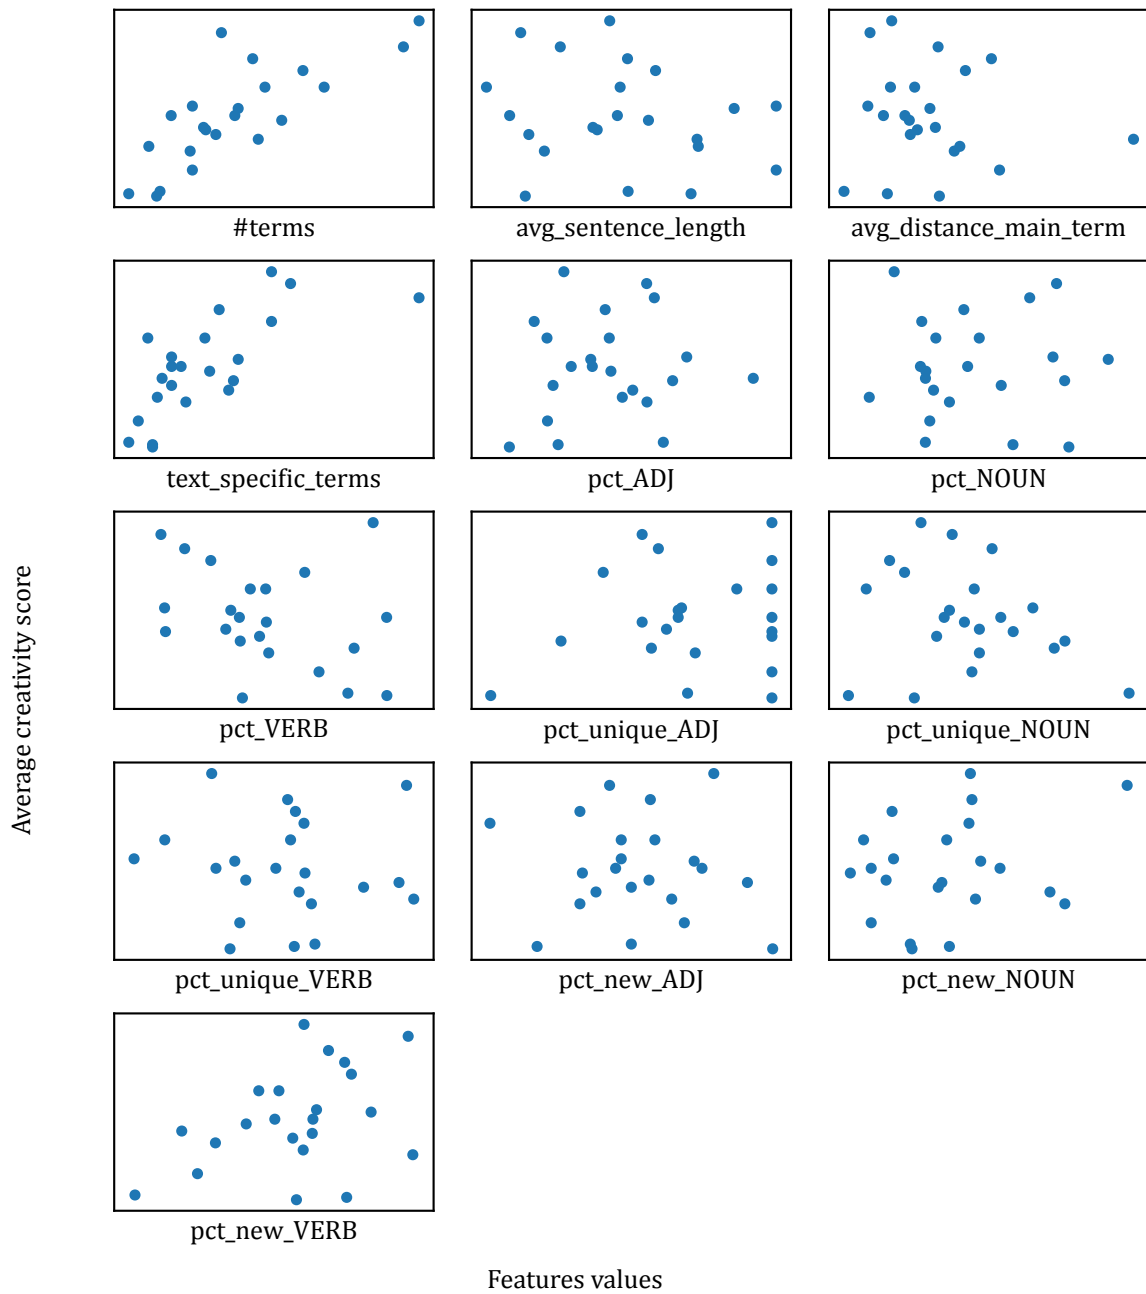 #terms
avg_sentence_length
avg_distance_main_term
text_specific_terms
pct_ADJ
pct_NOUN
pct_VERB
pct_unique_ADJ
pct_unique_NOUN
pct_unique_VERB
pct_new_ADJ
pct_new_NOUN
pct_new_VERB
Average creativity score
Features values